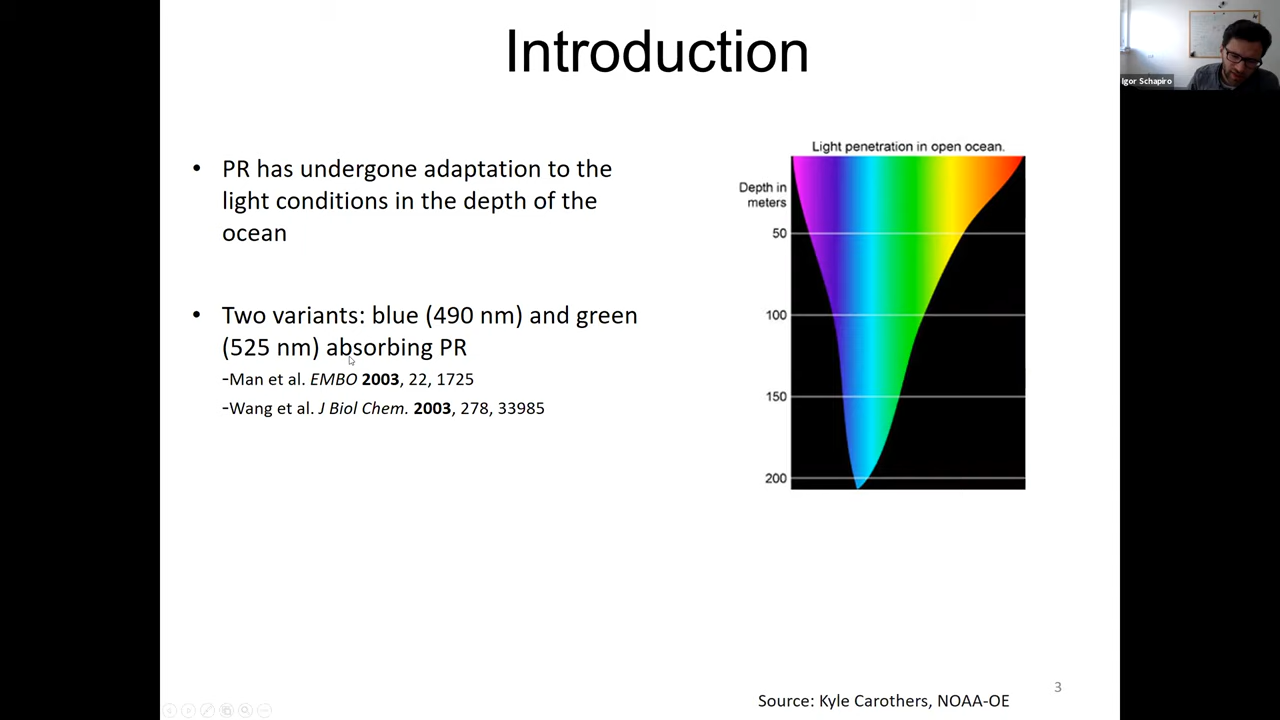 Introduction
Igor Schapiro
• PR has undergone adaptation to the
light conditions in the depth of the
ocean
• Two variants: blue (490 nm) and green
(525 nm) absorbing PR
-Man et al. EMBO 2003, 22, 1725
-Wang et al. J Biol Chem. 2003, 278, 33985
Light penetration in open ocean.
Depth in
meters
50
100
150
200
Source: Kyle Carothers, NOAA-OE
3